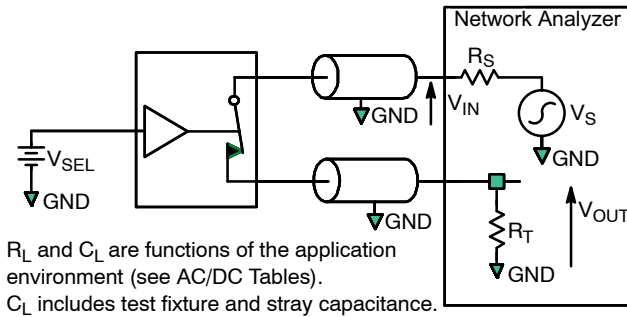 Network Analyzer
R_S
V_IN
V_S
GND
GND
V_SEL
GND
GND
V_OUT
R_T
GND
R_L and C_L are functions of the application
environment (see AC/DC Tables).
C_L includes test fixture and stray capacitance.